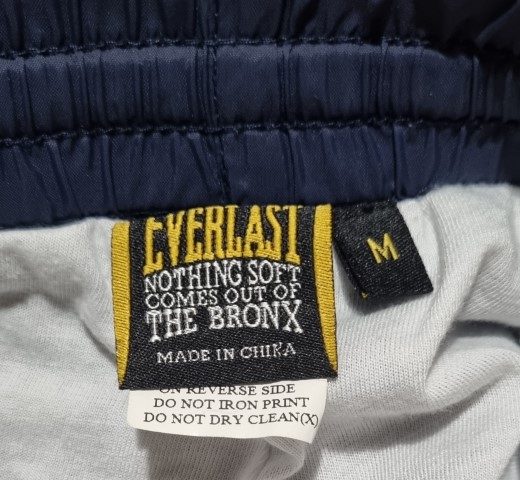 EVERLAST
NOTHING SOFT
COMES OUT OF
THE BRONX
MADE IN CHIKA
M
ON REVERSE SIDE
DO NOT IRON PRINT
DO NOT DRY CLEAN(X)